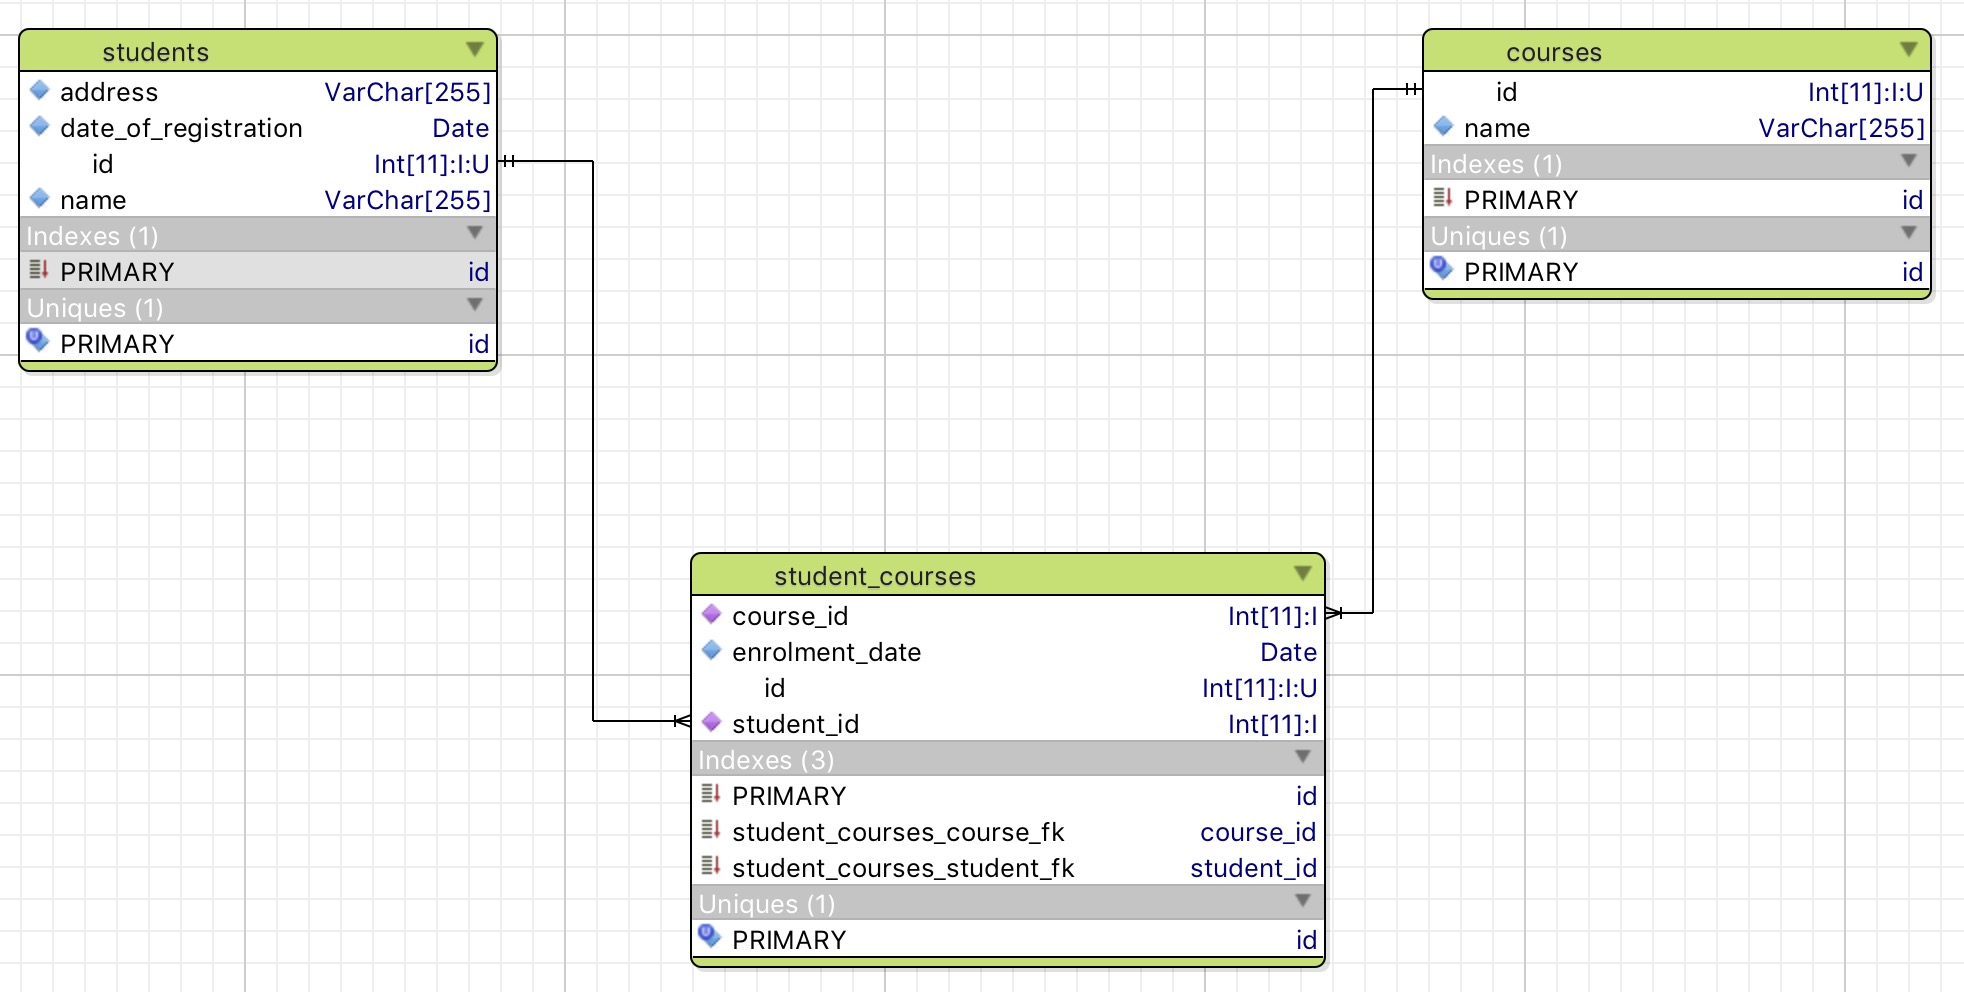 students
address VarChar[255]
date_of_registration Date
id Int[11]:I:U
name VarChar[255]
Indexes (1)
PRIMARY id
Uniques (1)
PRIMARY id
courses
id Int[11]:I:U
name VarChar[255]
Indexes (1)
PRIMARY id
Uniques (1)
PRIMARY id
student_courses
course_id Int[11]:I
enrolment_date Date
id Int[11]:I:U
student_id Int[11]:I
Indexes (3)
PRIMARY id
student_courses_course_fk course_id
student_courses_student_fk student_id
Uniques (1)
PRIMARY id